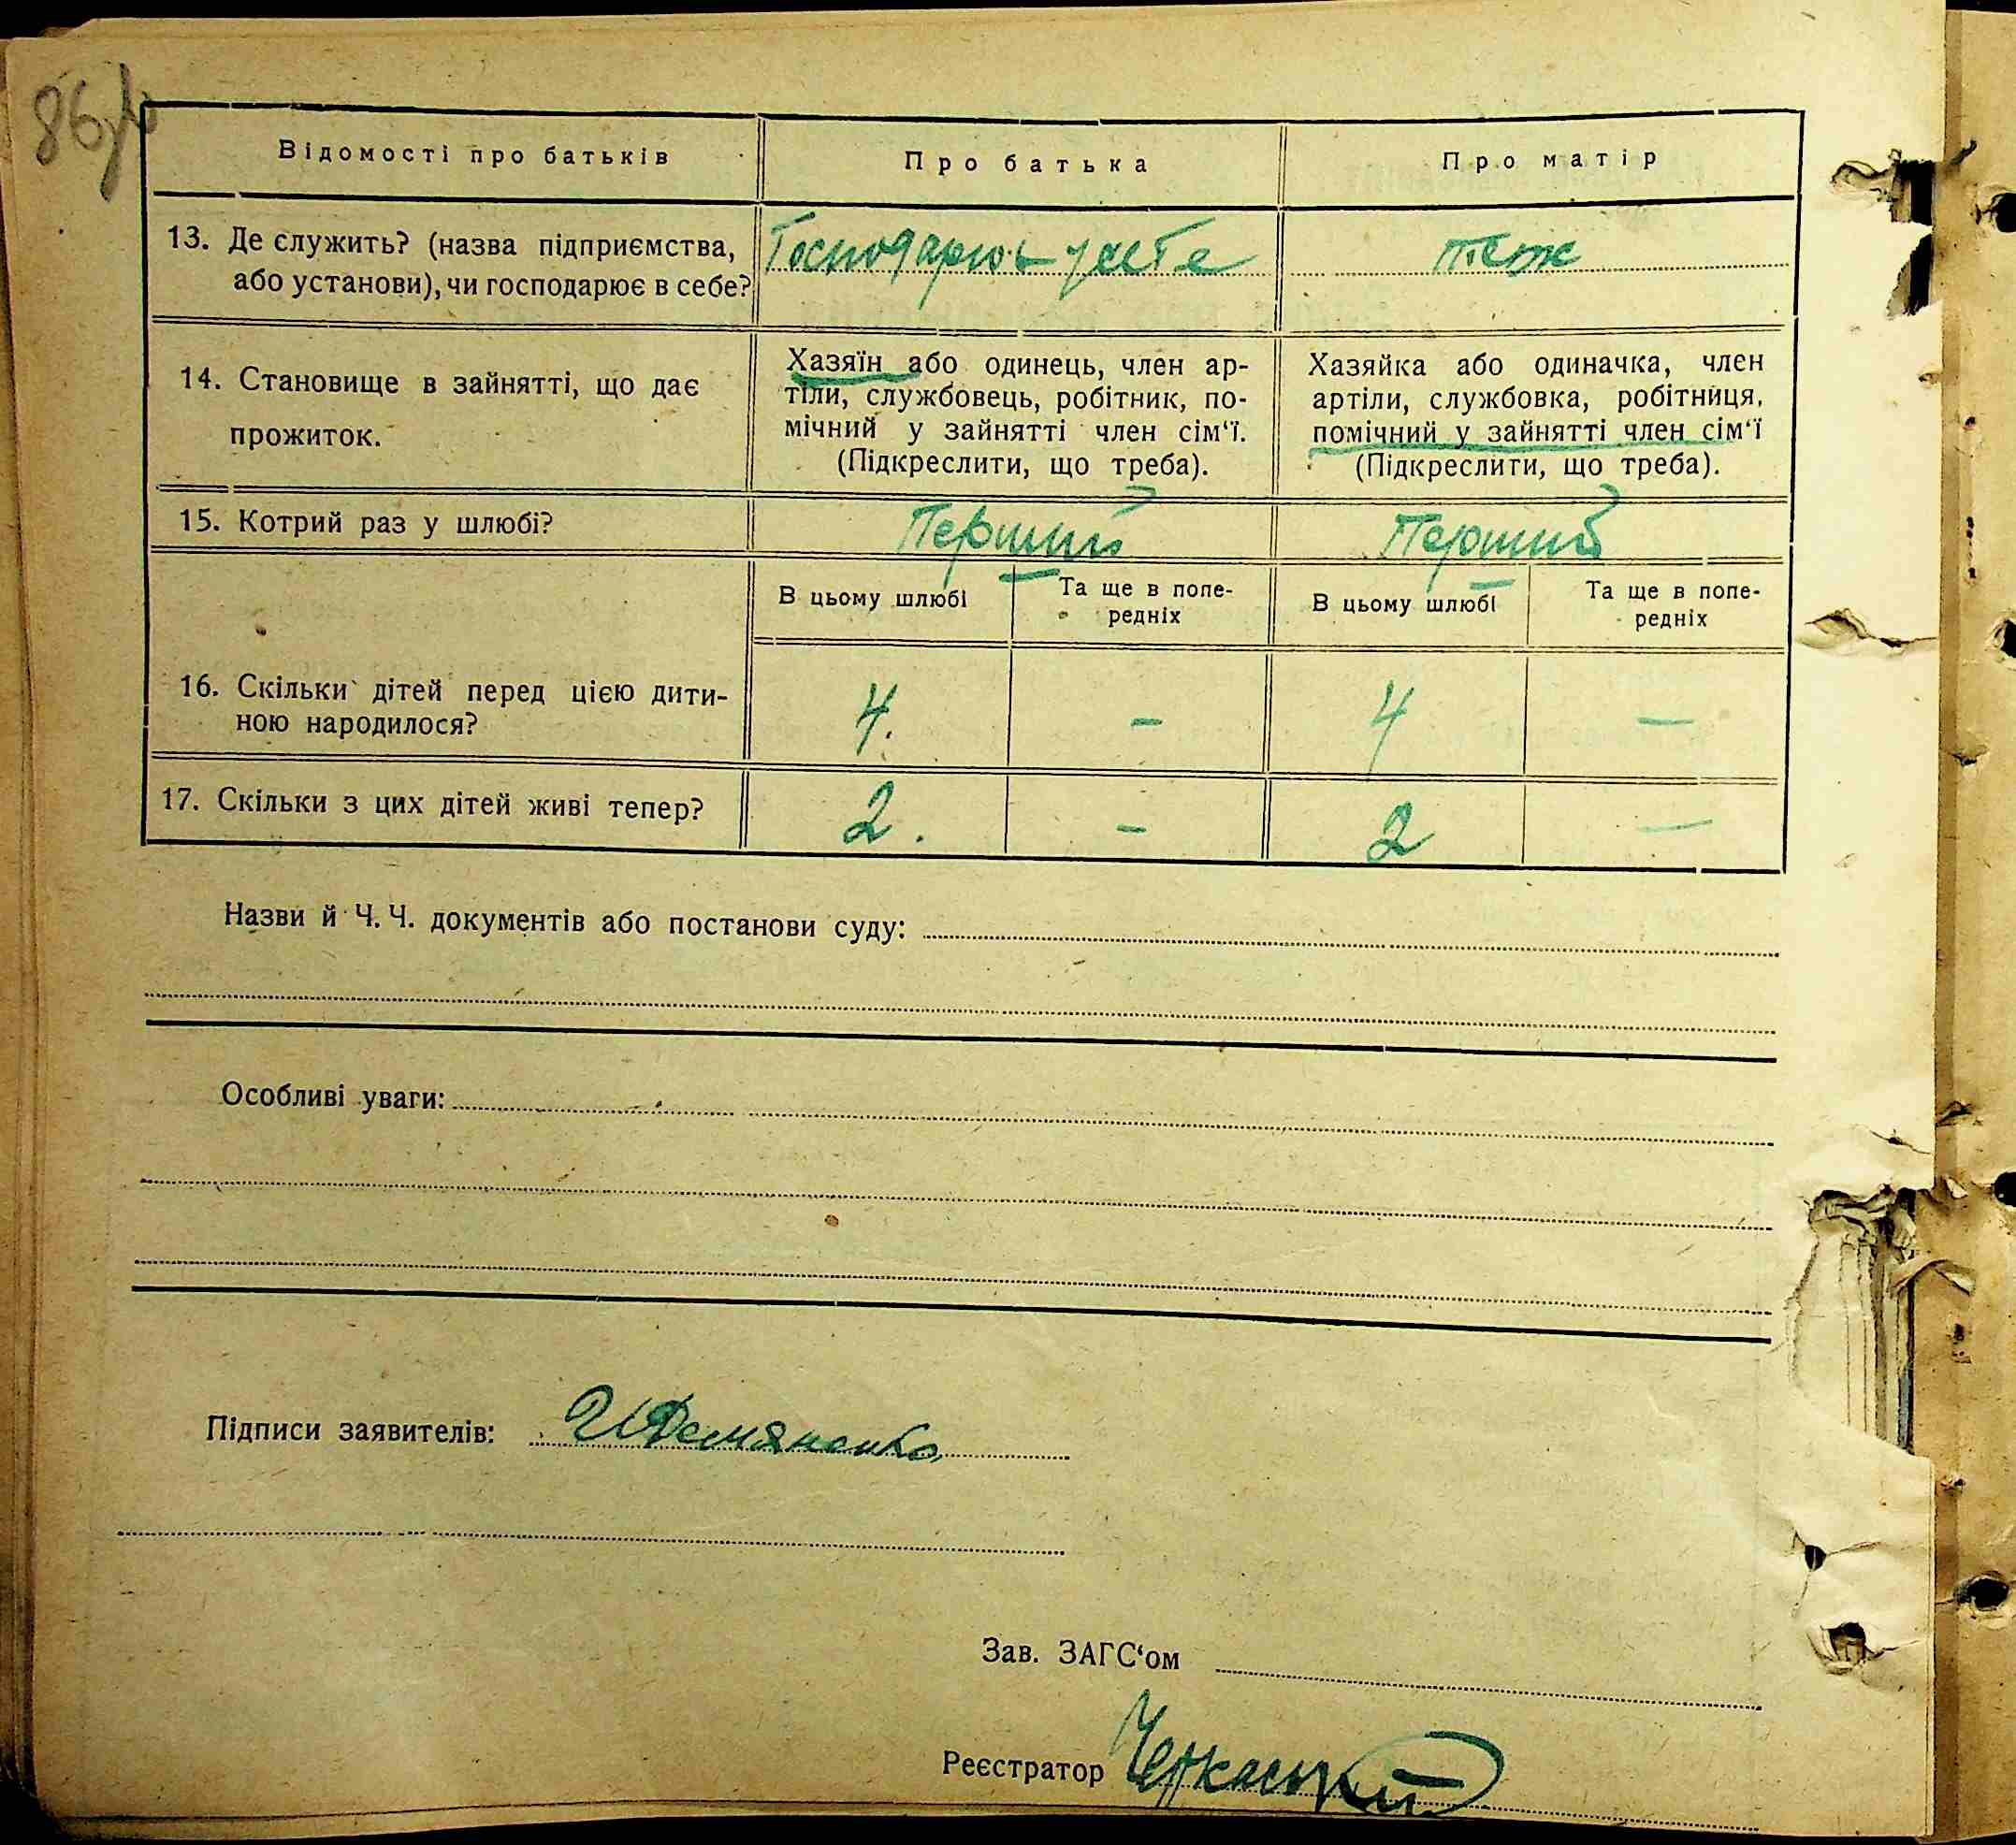 86
Відомості про батьків
Про батька
Про матір
13. Де служить? (назва підприємства,
або установи), чи господарює в себе?
Господарює
теж
14. Становище в зайнятті, що дає
прожиток.
Хазяїн або одинець, член ар-
тіли, службовець, робітник, по-
мічний у зайнятті член сім‘ї.
(Підкреслити, що треба).
Хазяйка або одиначка, член
артіли, службовка, робітниця,
помічний у зайнятті член сім‘ї
(Підкреслити, що треба).
15. Котрий раз у шлюбі?
Перший
Перший
В цьому шлюбі
Та ще в попе-
редніх
В цьому шлюбі
Та ще в попе-
редніх
16. Скільки дітей перед цією дити-
ною народилося?
4.
–
4
–
17. Скільки з цих дітей живі тепер?
2.
–
2
–
Назви й Ч. Ч. документів або постанови суду:
Особливі уваги:
Підписи заявителів: Демяненко
Зав. ЗАГС‘ом
Реєстратор Черкаський